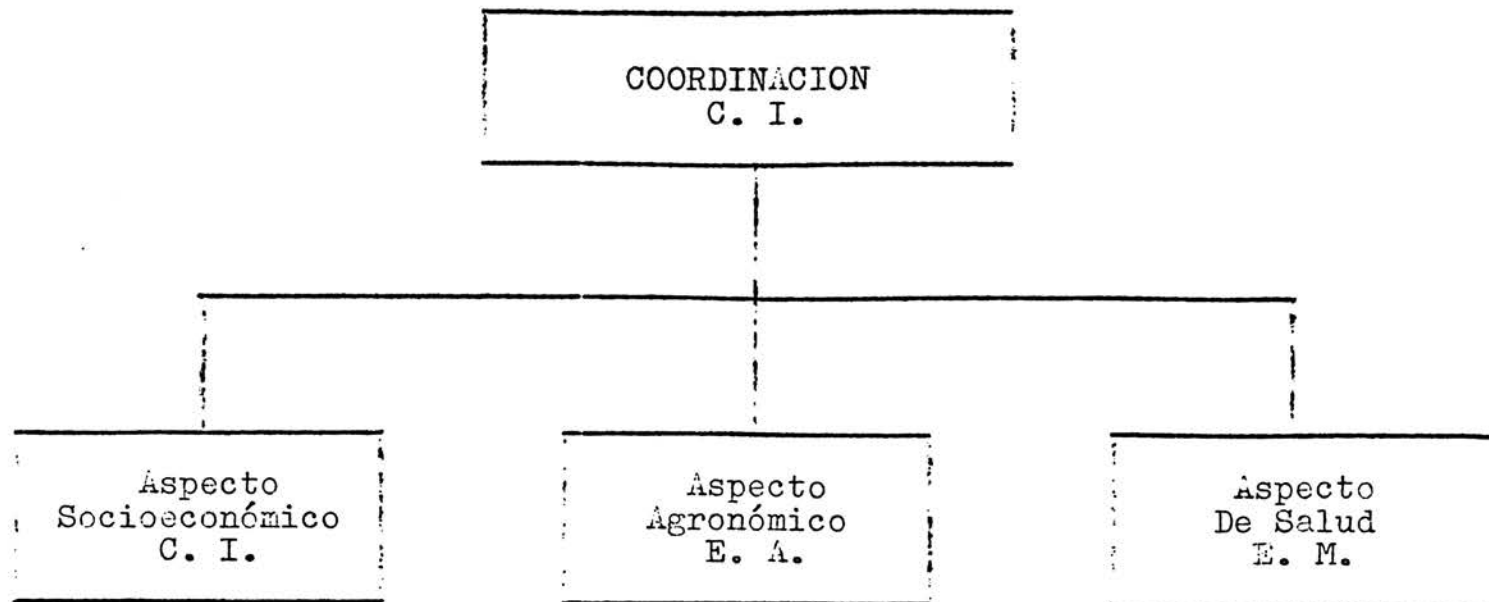 COORDINACION
C. I.
Aspecto
Socioeconómico
C. I.
Aspecto
Agronómico
E. A.
Aspecto
De Salud
E. M.